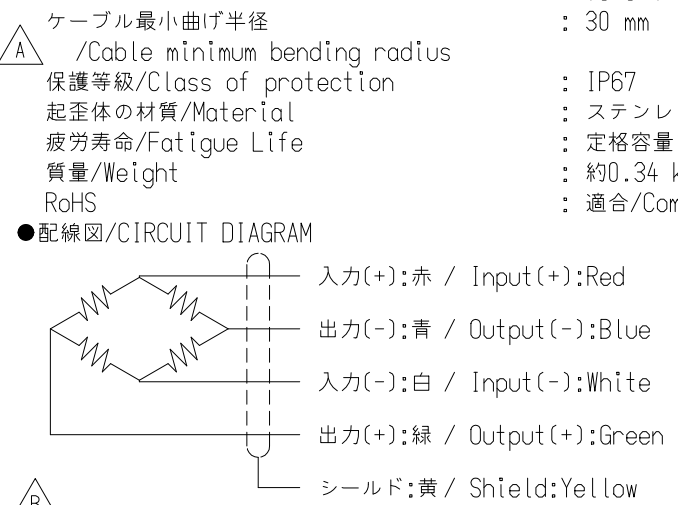 ケーブル最小曲げ半径 : 30 mm
A /Cable minimum bending radius
保護等級/Class of protection : IP67
起歪体の材質/Material : ステンレ
疲労寿命/Fatigue Life : 定格容量
質量/Weight : 約0.34
RoHS : 適合/Com
●配線図/CIRCUIT DIAGRAM
入力(+):赤 / Input(+):Red
出力(-):青 / Output(-):Blue
入力(-):白 / Input(-):White
出力(+):緑 / Output(+):Green
シールド:黄 / Shield:Yellow
B